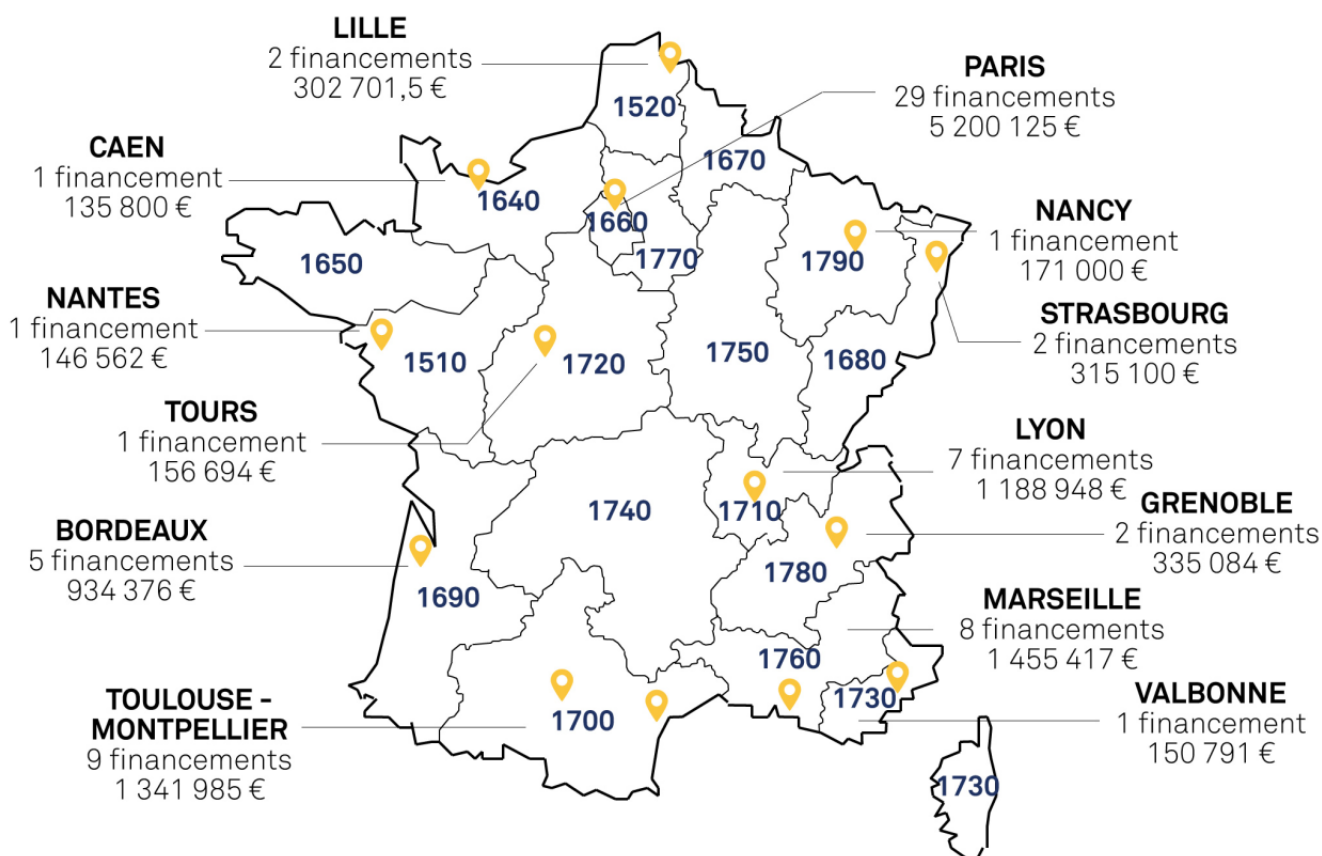 LILLE
2 financements
302 701,5 €
PARIS
29 financements
5 200 125 €
CAEN
1 financement
135 800 €
NANCY
1 financement
171 000 €
NANTES
1 financement
146 562 €
STRASBOURG
2 financements
315 100 €
TOURS
1 financement
156 694 €
LYON
7 financements
1 188 948 €
GRENOBLE
2 financements
335 084 €
BORDEAUX
5 financements
934 376 €
MARSEILLE
8 financements
1 455 417 €
TOULOUSE -
MONTPELLIER
9 financements
1 341 985 €
VALBONNE
1 financement
150 791 €
1520
1670
1640
1660
1650
1770
1790
1510
1720
1750
1680
1740
1710
1780
1690
1760
1730
1700
1730